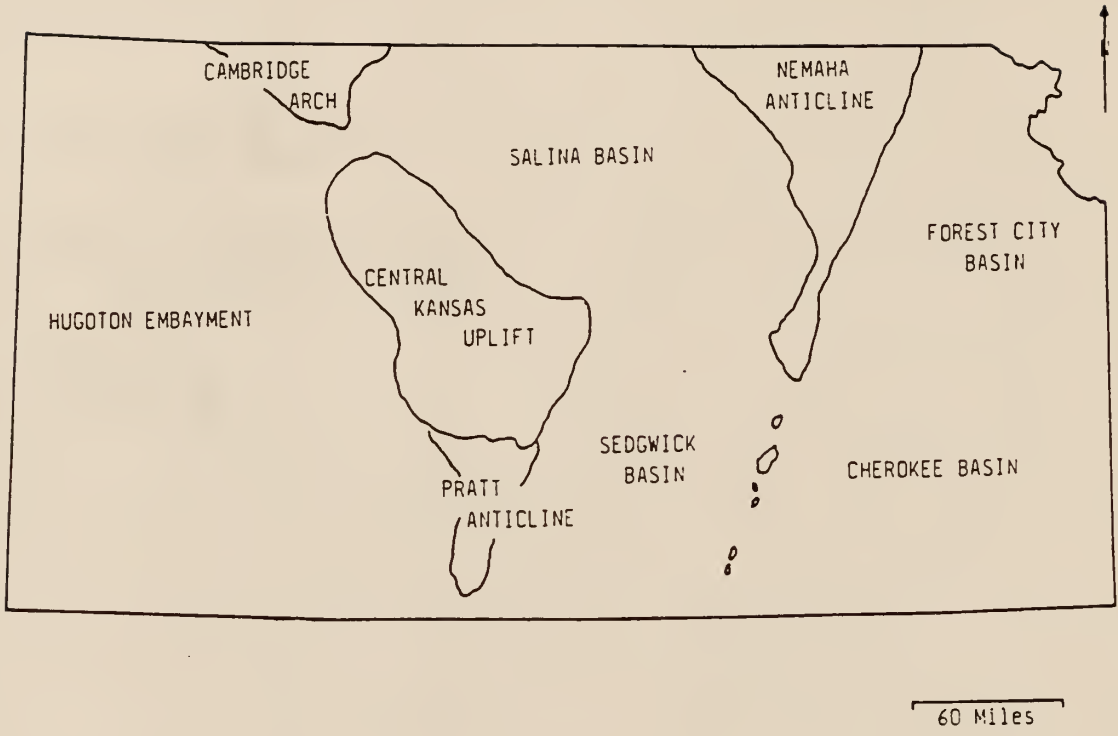 CAMBRIDGE
ARCH
NEMAHA
ANTICLINE
SALINA BASIN
FOREST CITY
BASIN
CENTRAL
KANSAS
UPLIFT
HUGOTON EMBAYMENT
SEDGWICK
BASIN
CHEROKEE BASIN
PRATT
ANTICLINE
60 Miles